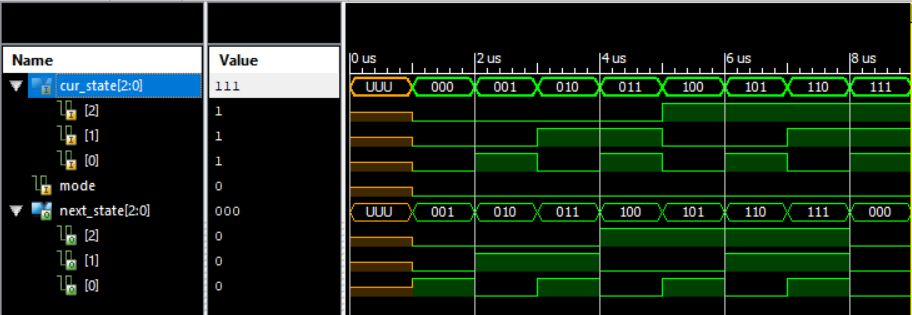 Name Value
0 us 2 us 4 us 6 us 8 us
cur_state[2:0] 111 UUU 000 001 010 011 100 101 110 111
[2] 1
[1] 1
[0] 1
mode 0
next_state[2:0] 000 UUU 001 010 011 100 101 110 111 000
[2] 0
[1] 0
[0] 0